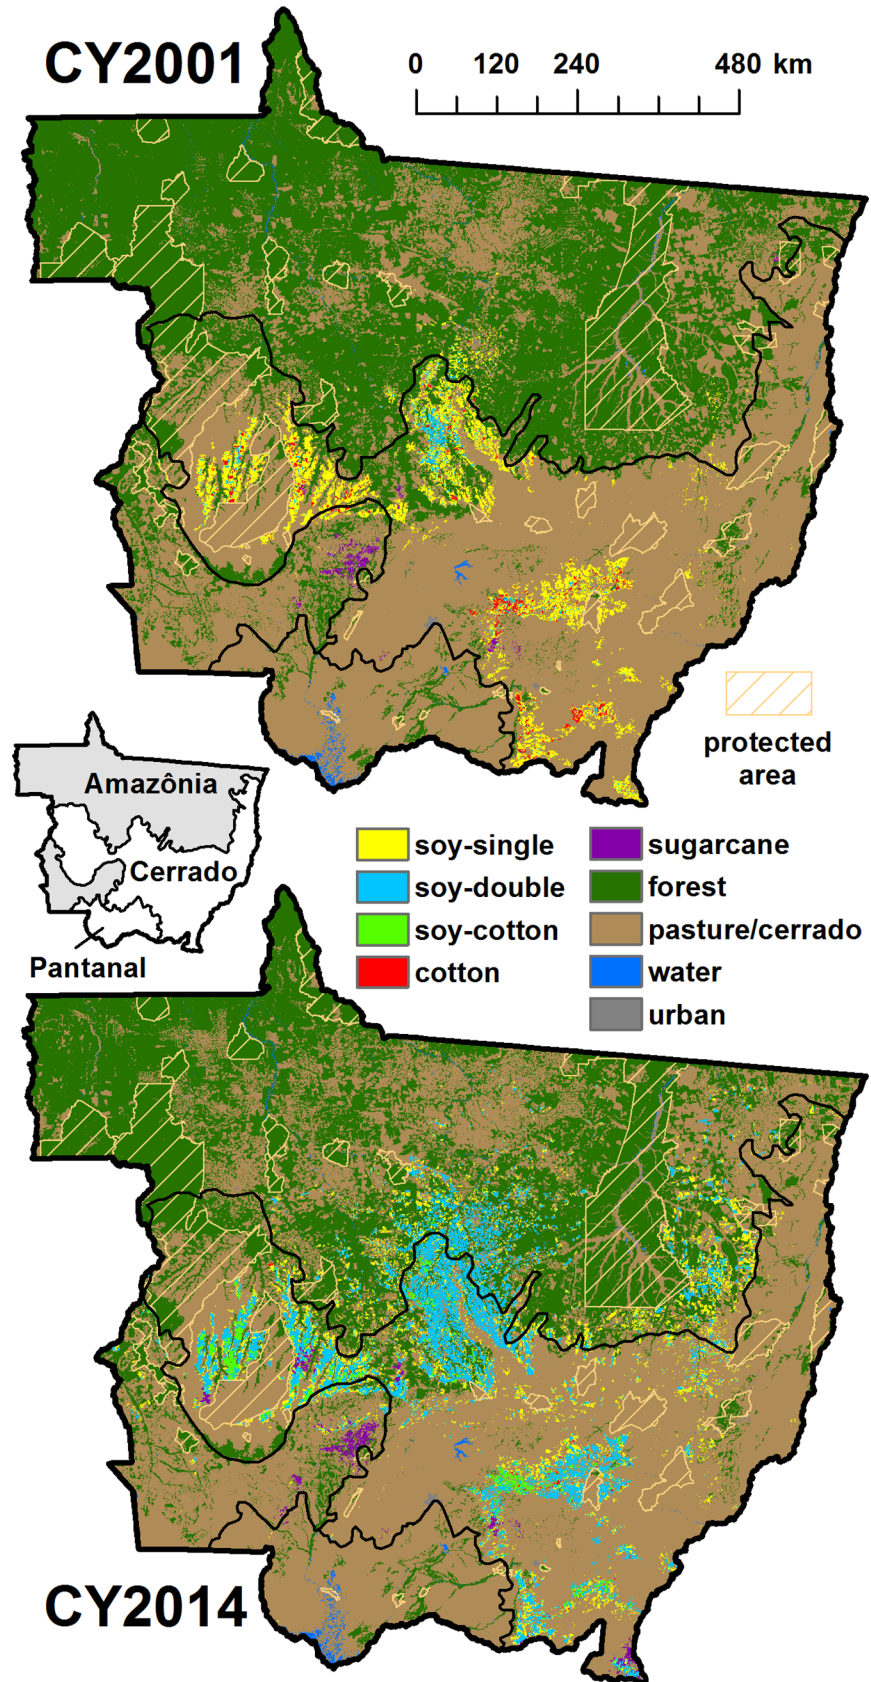 CY2001
0 120 240 480 km
protected
area
Amazônia
Cerrado
Pantanal
soy-single
soy-double
soy-cotton
cotton
sugarcane
forest
pasture/cerrado
water
urban
CY2014